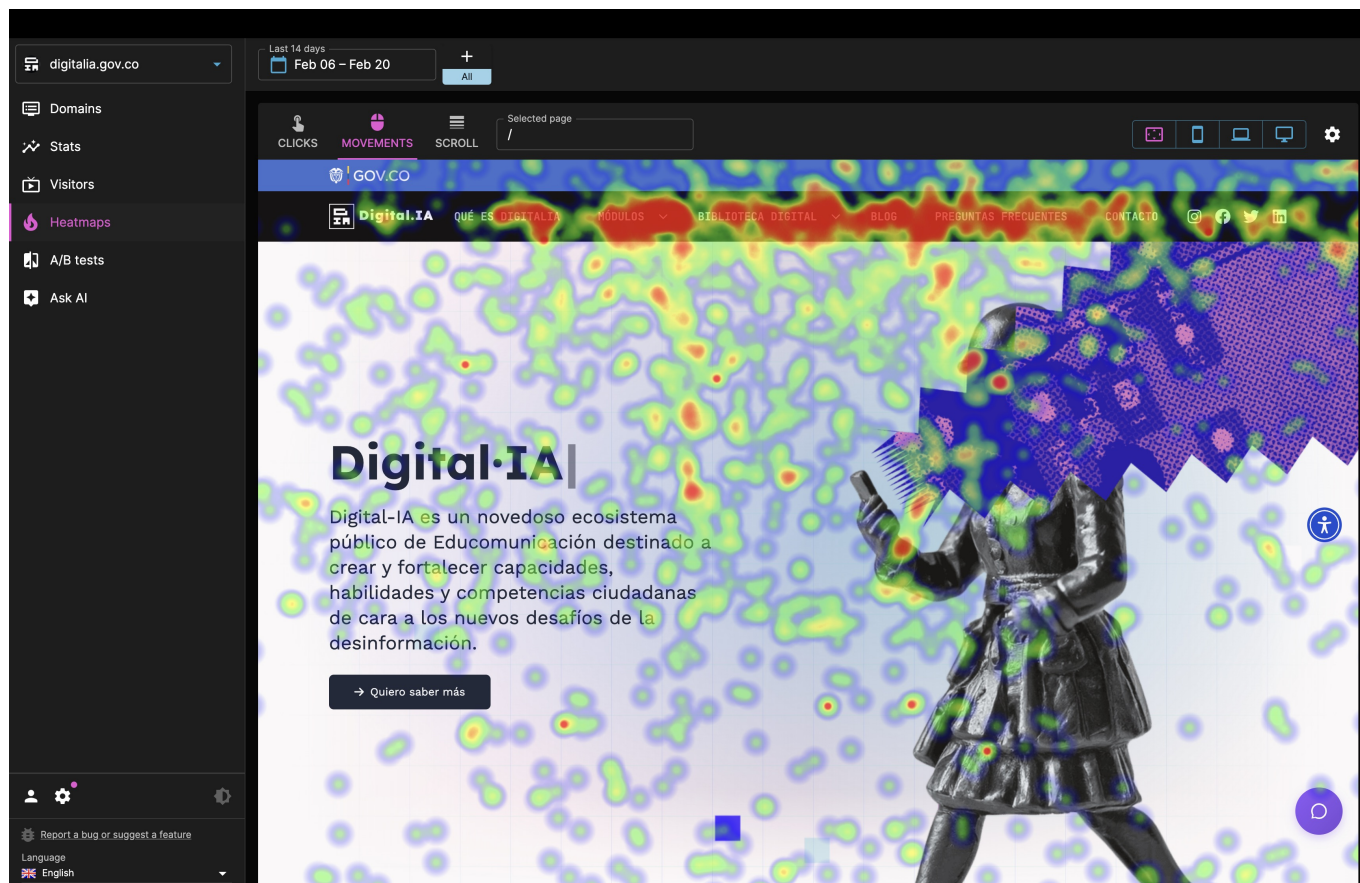 digitalia.gov.co
Last 14 days
Feb 06 – Feb 20
+
All
Domains
Stats
Visitors
Heatmaps
A/B tests
Ask AI
CLICKS
MOVEMENTS
SCROLL
Selected page
/
GOV.CO
Digital.IA
QUÉ ES DIGITALIA
MÓDULOS
BIBLIOTECA DIGITAL
BLOG
PREGUNTAS FRECUENTES
CONTACTO
Digital·IA|
Digital-IA es un novedoso ecosistema
público de Educomunicación destinado a
crear y fortalecer capacidades,
habilidades y competencias ciudadanas
de cara a los nuevos desafíos de la
desinformación.
→ Quiero saber más
Report a bug or suggest a feature
Language
English